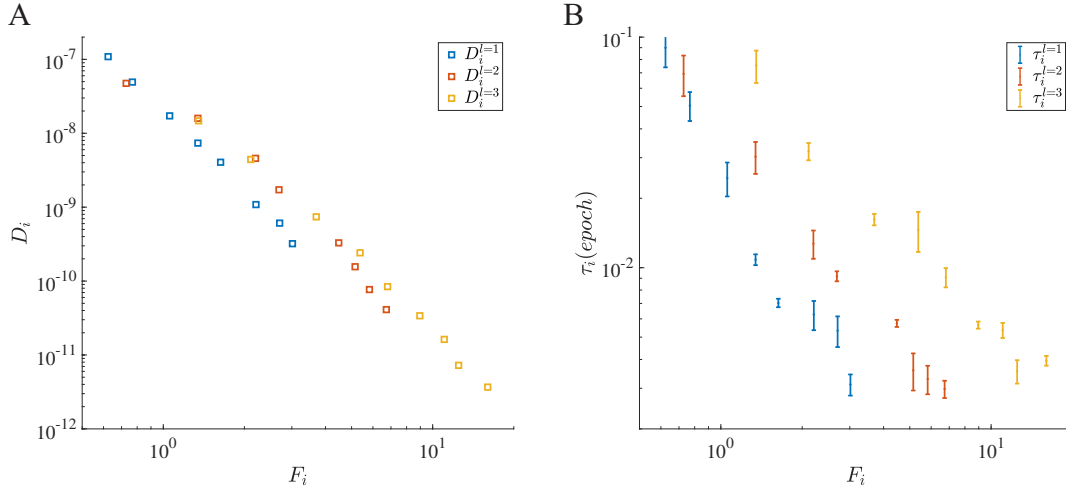 A
B
10^{-7}
10^{-8}
10^{-9}
10^{-10}
10^{-11}
10^{-12}
D_i
10^0
10^1
F_i
D_i^{l=1}
D_i^{l=2}
D_i^{l=3}
10^{-1}
10^{-2}
τ_i(epoch)
10^0
10^1
F_i
τ_i^{l=1}
τ_i^{l=2}
τ_i^{l=3}